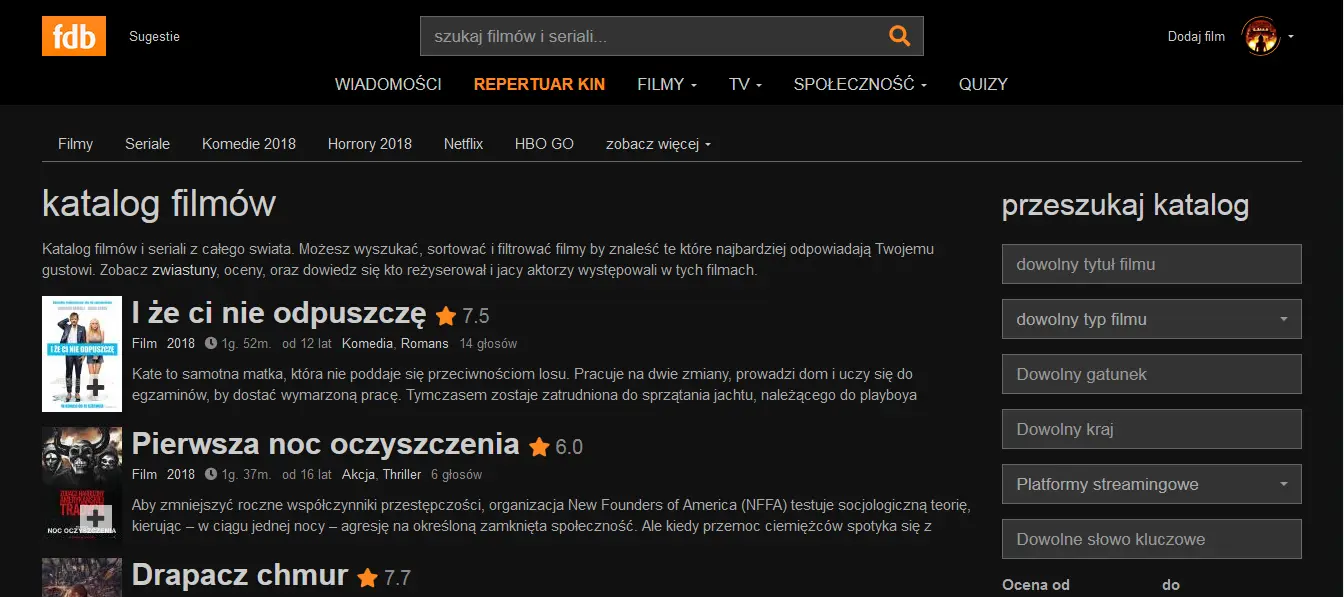 fdb
Sugestie
szukaj filmów i seriali...
Dodaj film
WIADOMOŚCI
REPERTUAR KIN
FILMY
TV
SPOŁECZNOŚĆ
QUIZY
Filmy
Seriale
Komedie 2018
Horrory 2018
Netflix
HBO GO
zobacz więcej
katalog filmów
Katalog filmów i seriali z całego swiata. Możesz wyszukać, sortować i filtrować filmy by znaleść te które najbardziej odpowiadają Twojemu
gustowi. Zobacz zwiastuny, oceny, oraz dowiedz się kto reżyserował i jacy aktorzy występowali w tych filmach.
I ŻE CI NIE ODPUSZCZĘ
I że ci nie odpuszczę 7.5
Film 2018 1g. 52m. od 12 lat Komedia, Romans 14 głosów
Kate to samotna matka, która nie poddaje się przeciwnościom losu. Pracuje na dwie zmiany, prowadzi dom i uczy się do
egzaminów, by dostać wymarzoną pracę. Tymczasem zostaje zatrudniona do sprzątania jachtu, należącego do playboya
NOC OCZYSZCZENIA
Pierwsza noc oczyszczenia 6.0
Film 2018 1g. 37m. od 16 lat Akcja, Thriller 6 głosów
Aby zmniejszyć roczne współczynniki przestępczości, organizacja New Founders of America (NFFA) testuje socjologiczną teorię,
kierując – w ciągu jednej nocy – agresję na określoną zamknięta społeczność. Ale kiedy przemoc ciemięzców spotyka się z
Drapacz chmur 7.7
przeszukaj katalog
dowolny tytuł filmu
dowolny typ filmu
Dowolny gatunek
Dowolny kraj
Platformy streamingowe
Dowolne słowo kluczowe
Ocena od
do